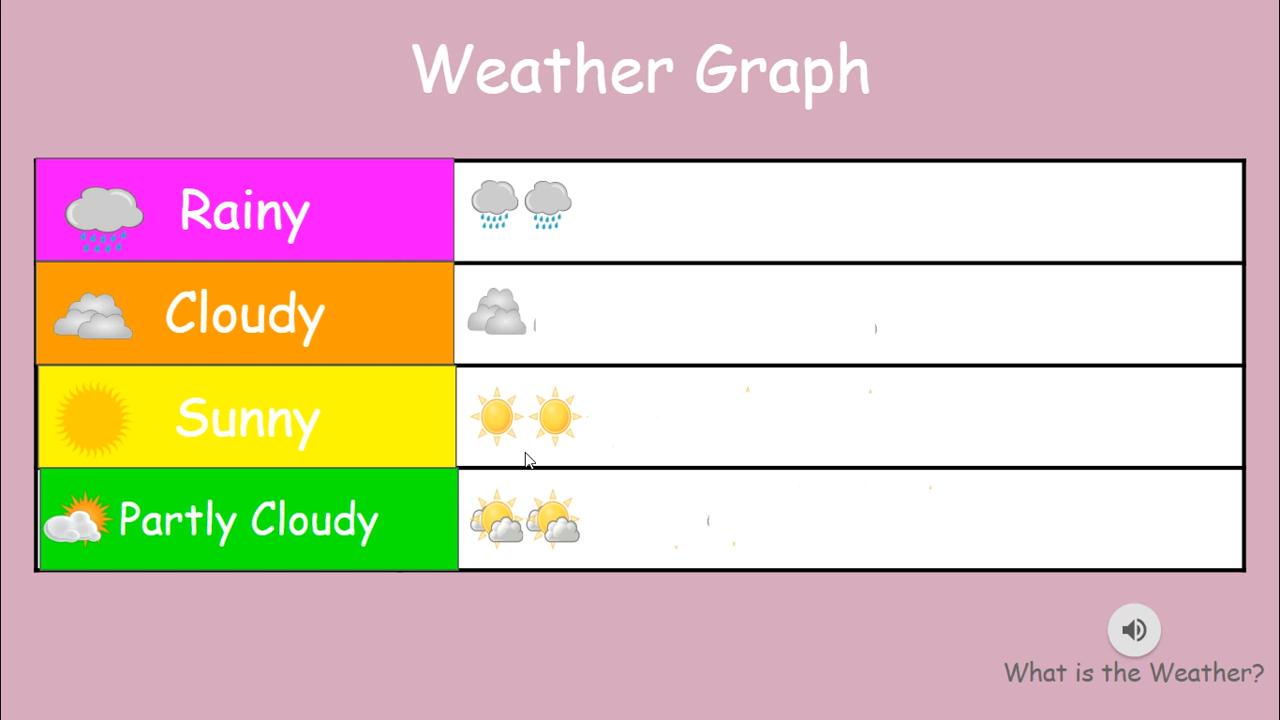 Weather Graph
Rainy
Cloudy
Sunny
Partly Cloudy
What is the Weather?